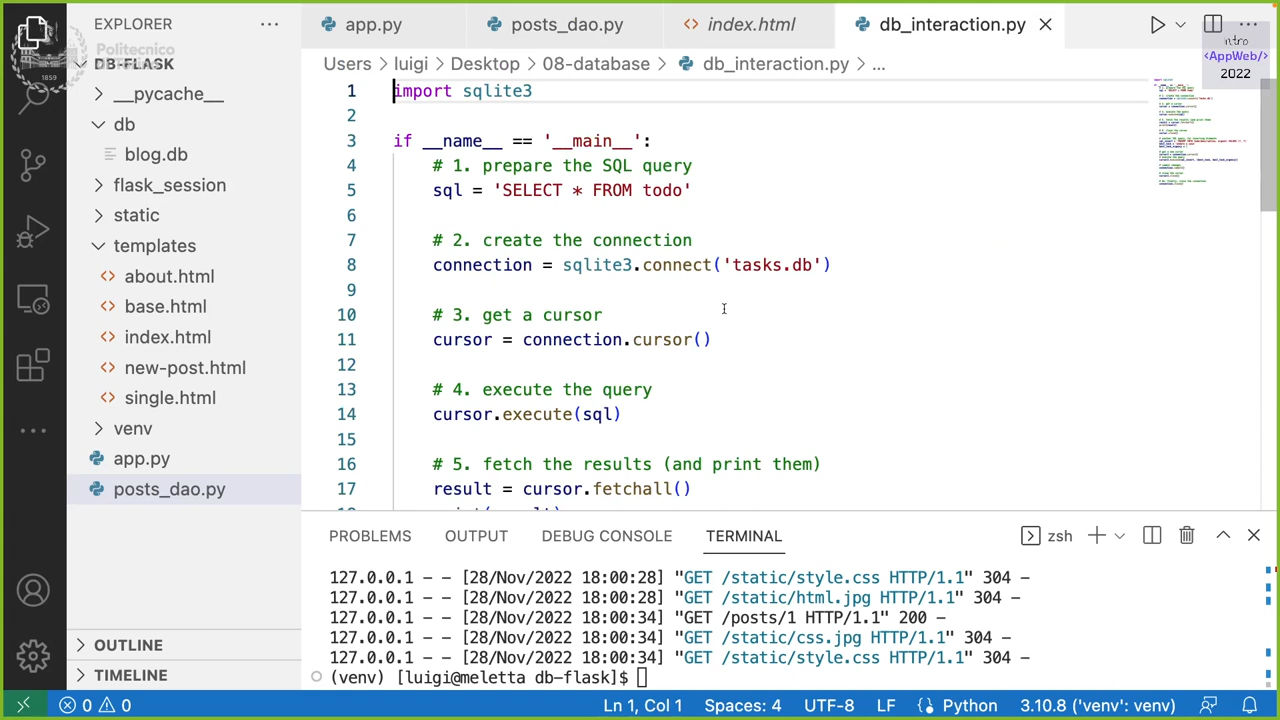 EXPLORER
Politecnico
1859
DB-FLASK
__pycache__
db
blog.db
flask_session
static
templates
about.html
base.html
index.html
new-post.html
single.html
venv
app.py
posts_dao.py
OUTLINE
TIMELINE
app.py
posts_dao.py
index.html
db_interaction.py
ntro
<AppWeb/>
2022
Users > luigi > Desktop > 08-database > db_interaction.py > ...
1 import sqlite3
2
3 if __name__ == '__main__':
4 # 1. prepare the SQL query
5 sql = 'SELECT * FROM todo'
6
7 # 2. create the connection
8 connection = sqlite3.connect('tasks.db')
9
10 # 3. get a cursor
11 cursor = connection.cursor()
12
13 # 4. execute the query
14 cursor.execute(sql)
15
16 # 5. fetch the results (and print them)
17 result = cursor.fetchall()
PROBLEMS OUTPUT DEBUG CONSOLE TERMINAL
zsh
127.0.0.1 - - [28/Nov/2022 18:00:28] "GET /static/style.css HTTP/1.1" 304 -
127.0.0.1 - - [28/Nov/2022 18:00:28] "GET /static/html.jpg HTTP/1.1" 304 -
127.0.0.1 - - [28/Nov/2022 18:00:34] "GET /posts/1 HTTP/1.1" 200 -
127.0.0.1 - - [28/Nov/2022 18:00:34] "GET /static/css.jpg HTTP/1.1" 304 -
127.0.0.1 - - [28/Nov/2022 18:00:34] "GET /static/style.css HTTP/1.1" 304 -
(venv) [luigi@meletta db-flask]$
0 0 Ln 1, Col 1 Spaces: 4 UTF-8 LF Python 3.10.8 ('venv': venv)